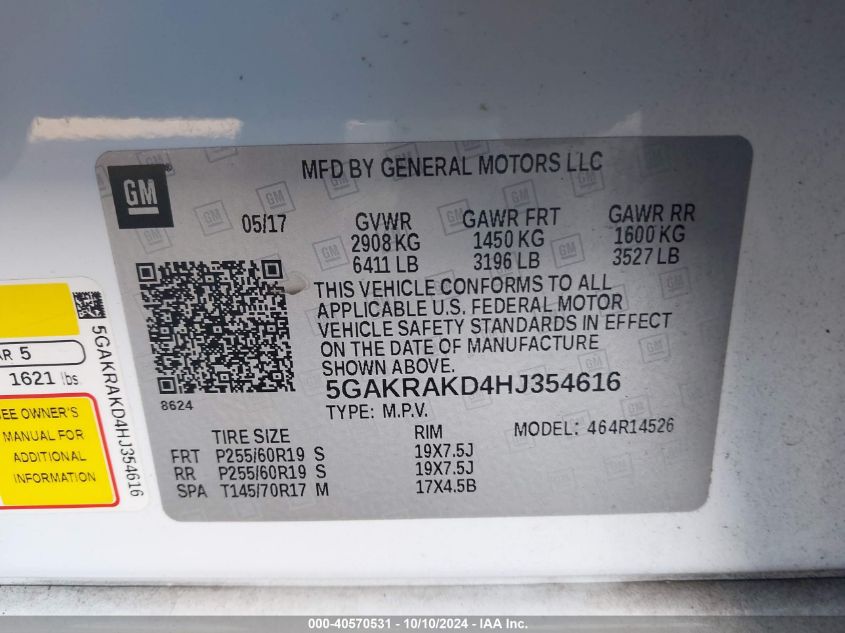 MFD BY GENERAL MOTORS LLC
GM
05/17
GVWR
2908 KG
6411 LB
GAWR FRT
1450 KG
3196 LB
GAWR RR
1600 KG
3527 LB
THIS VEHICLE CONFORMS TO ALL
APPLICABLE U.S. FEDERAL MOTOR
VEHICLE SAFETY STANDARDS IN EFFECT
ON THE DATE OF MANUFACTURE
SHOWN ABOVE.
8624
5GAKRAKD4HJ354616
TYPE: M.P.V.
MODEL: 464R14526
TIRE SIZE RIM
FRT P255/60R19 S 19X7.5J
RR P255/60R19 S 19X7.5J
SPA T145/70R17 M 17X4.5B
5
1621 lbs.
OWNER'S
MANUAL FOR
ADDITIONAL
INFORMATION
5GAKRAKD4HJ354616
000-40570531 - 10/10/2024 - IAA Inc.